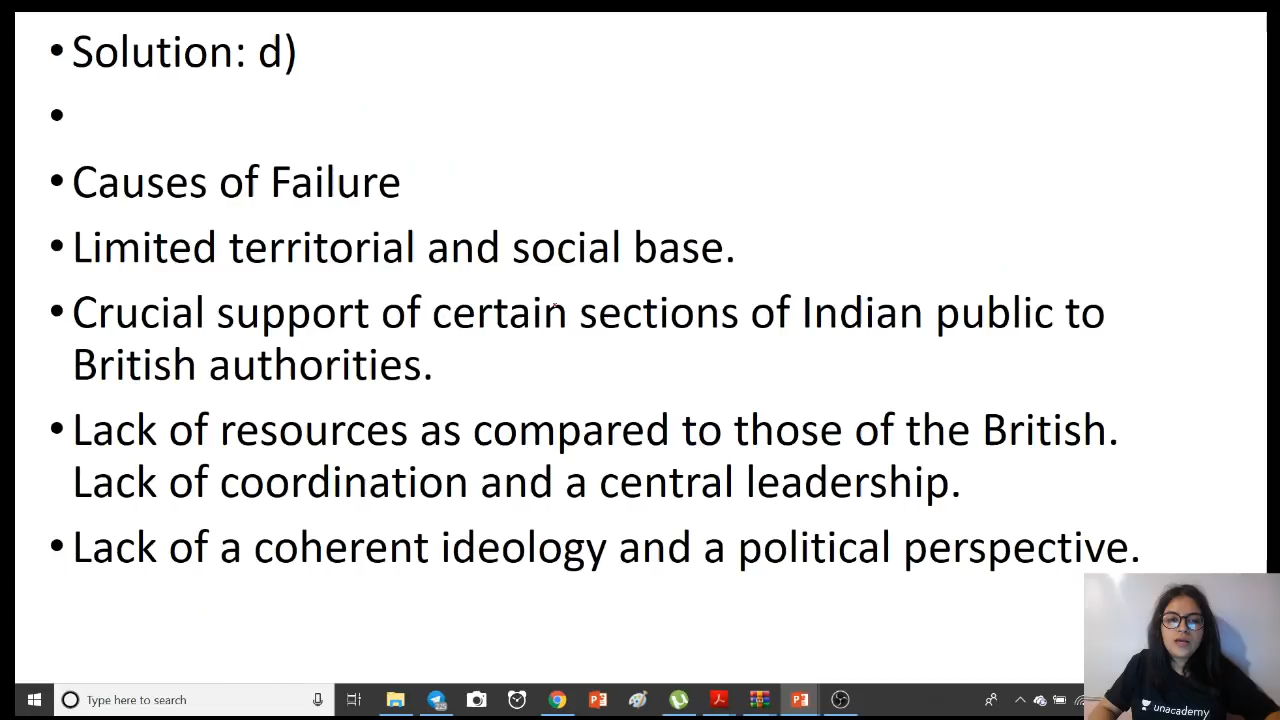 • Solution: d)
•
• Causes of Failure
• Limited territorial and social base.
• Crucial support of certain sections of Indian public to
British authorities.
• Lack of resources as compared to those of the British.
Lack of coordination and a central leadership.
• Lack of a coherent ideology and a political perspective.
unacademy
Type here to search
225